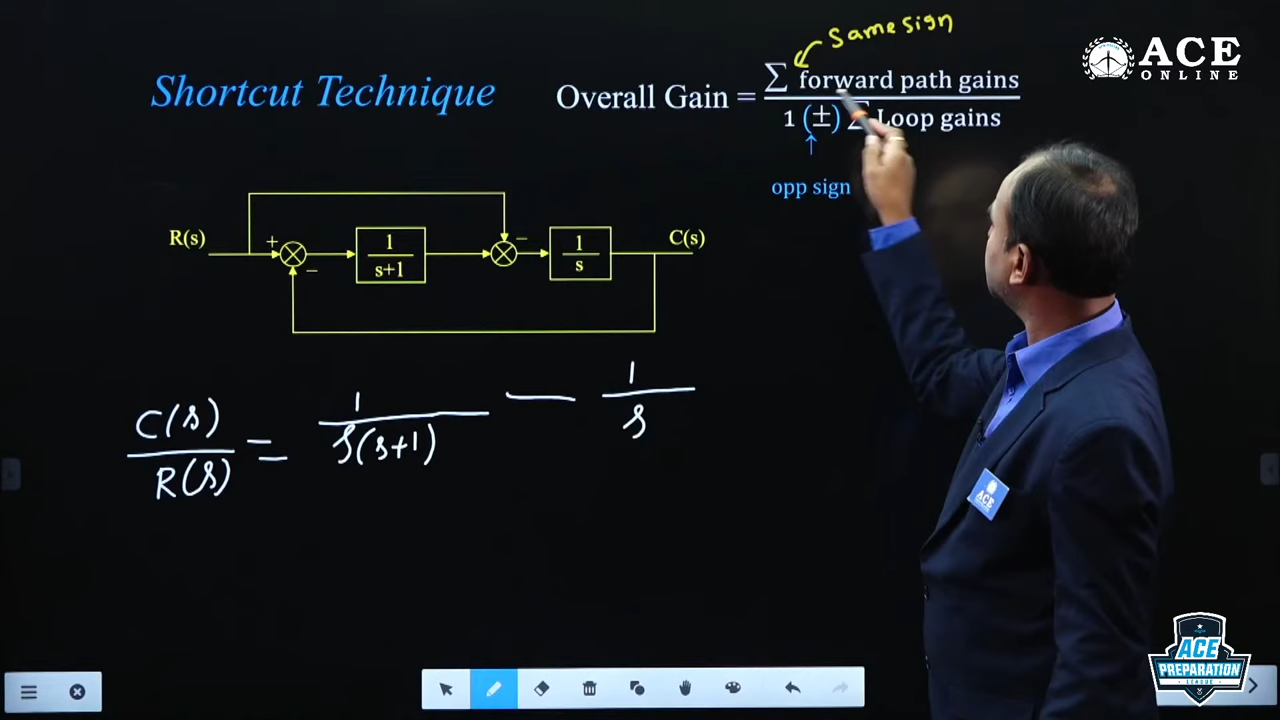 Same sign
ACE
ONLINE
Shortcut Technique
Overall Gain = ∑ forward path gains / 1 (±) ∑ Loop gains
opp sign
R(s) + − 1/(s+1) − 1/s C(s)
C(s)/R(s) = 1/(s(s+1)) — 1/s
ACE
ACE
PREPARATION
LEAGUE